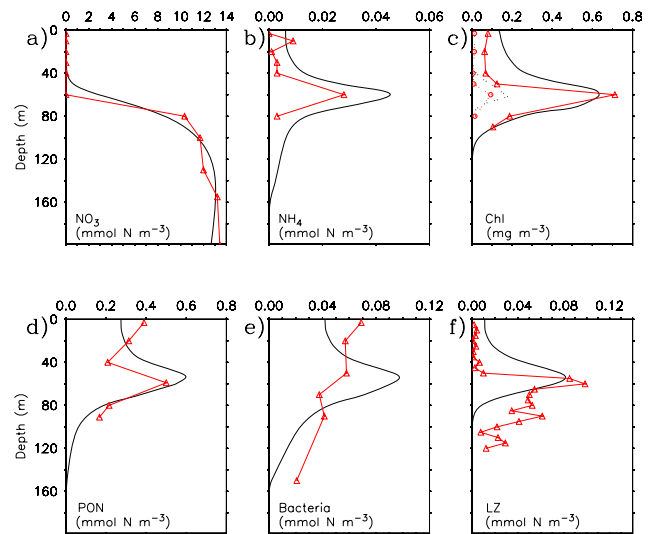 0 2 4 6 8 10 12 14
0.00 0.02 0.04 0.06
0.0 0.2 0.4 0.6 0.8
a)
b)
c)
0
40
80
120
160
Depth (m)
NO3
(mmol N m−3)
NH4
(mmol N m−3)
Chl
(mg m−3)
0.0 0.2 0.4 0.6 0.8
0.00 0.04 0.08 0.12
0.00 0.04 0.08 0.12
d)
e)
f)
0
40
80
120
160
Depth (m)
PON
(mmol N m−3)
Bacteria
(mmol N m−3)
LZ
(mmol N m−3)